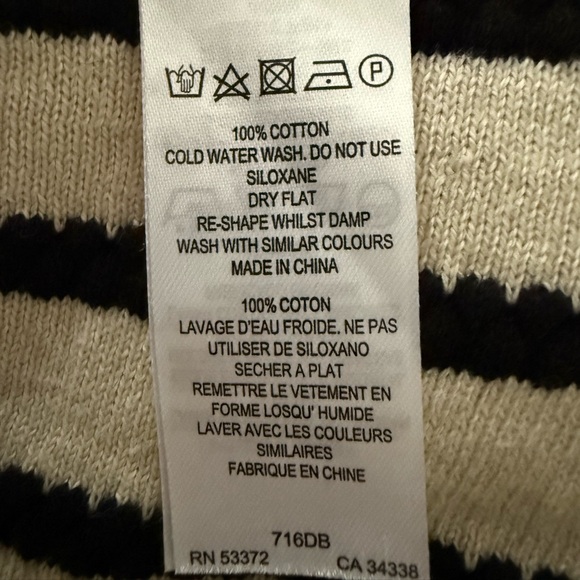 P
100% COTTON
COLD WATER WASH. DO NOT USE
SILOXANE
DRY FLAT
RE-SHAPE WHILST DAMP
WASH WITH SIMILAR COLOURS
MADE IN CHINA
100% COTON
LAVAGE D'EAU FROIDE, NE PAS
UTILISER DE SILOXANO
SECHER A PLAT
REMETTRE LE VETEMENT EN
FORME LOSQU' HUMIDE
LAVER AVEC LES COULEURS
SIMILAIRES
FABRIQUE EN CHINE
716DB
RN 53372 CA 34338